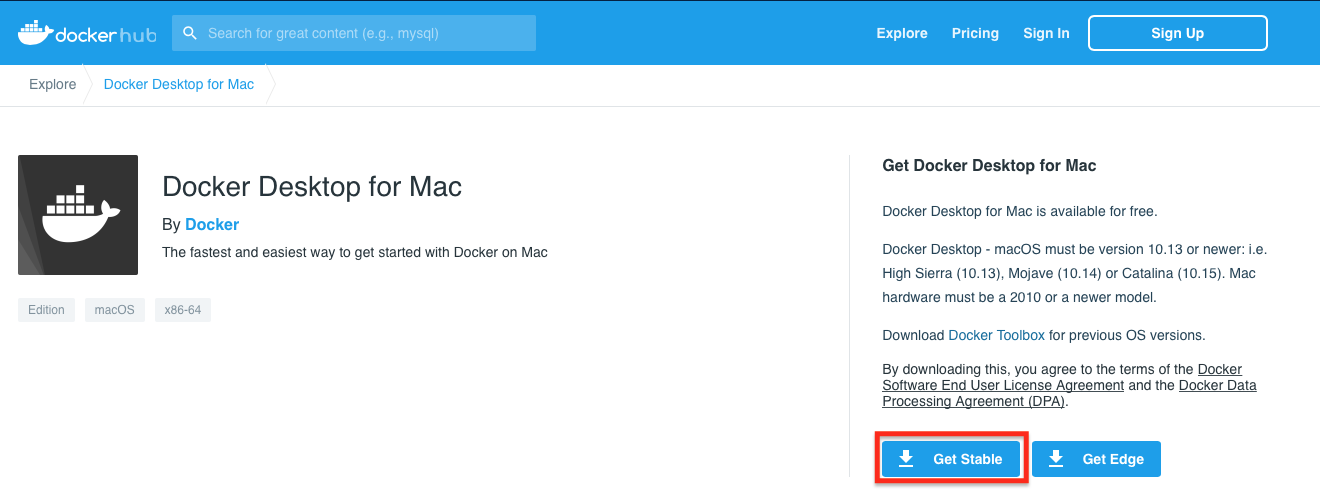 docker hub
Search for great content (e.g., mysql)
Explore
Pricing
Sign In
Sign Up
Explore
Docker Desktop for Mac
Docker Desktop for Mac
By Docker
The fastest and easiest way to get started with Docker on Mac
Edition
macOS
x86-64
Get Docker Desktop for Mac
Docker Desktop for Mac is available for free.
Docker Desktop - macOS must be version 10.13 or newer: i.e.
High Sierra (10.13), Mojave (10.14) or Catalina (10.15). Mac
hardware must be a 2010 or a newer model.
Download Docker Toolbox for previous OS versions.
By downloading this, you agree to the terms of the Docker
Software End User License Agreement and the Docker Data
Processing Agreement (DPA).
Get Stable
Get Edge